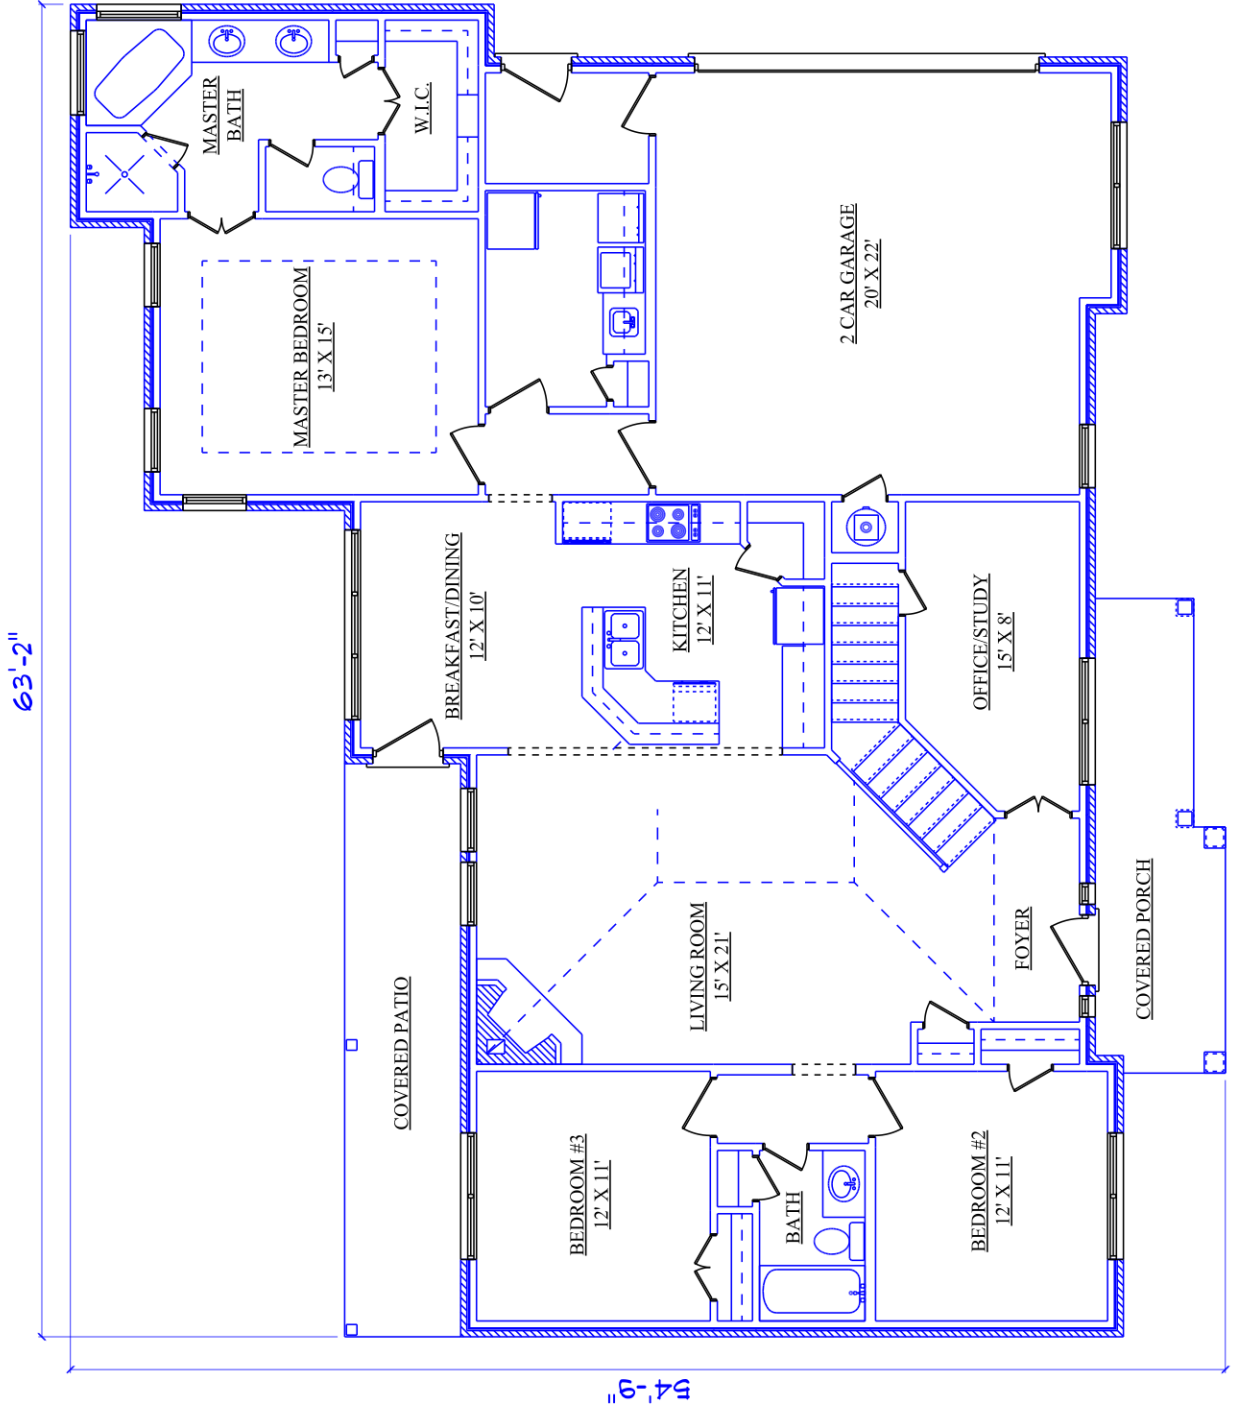 63'-2"
MASTER
BATH
W.I.C.
MASTER BEDROOM
13' X 15'
2 CAR GARAGE
20' X 22'
BREAKFAST/DINING
12' X 10'
KITCHEN
12' X 11'
OFFICE/STUDY
15' X 8'
LIVING ROOM
15' X 21'
FOYER
COVERED PORCH
COVERED PATIO
BEDROOM #3
12' X 11'
BATH
BEDROOM #2
12' X 11'
54'-9"